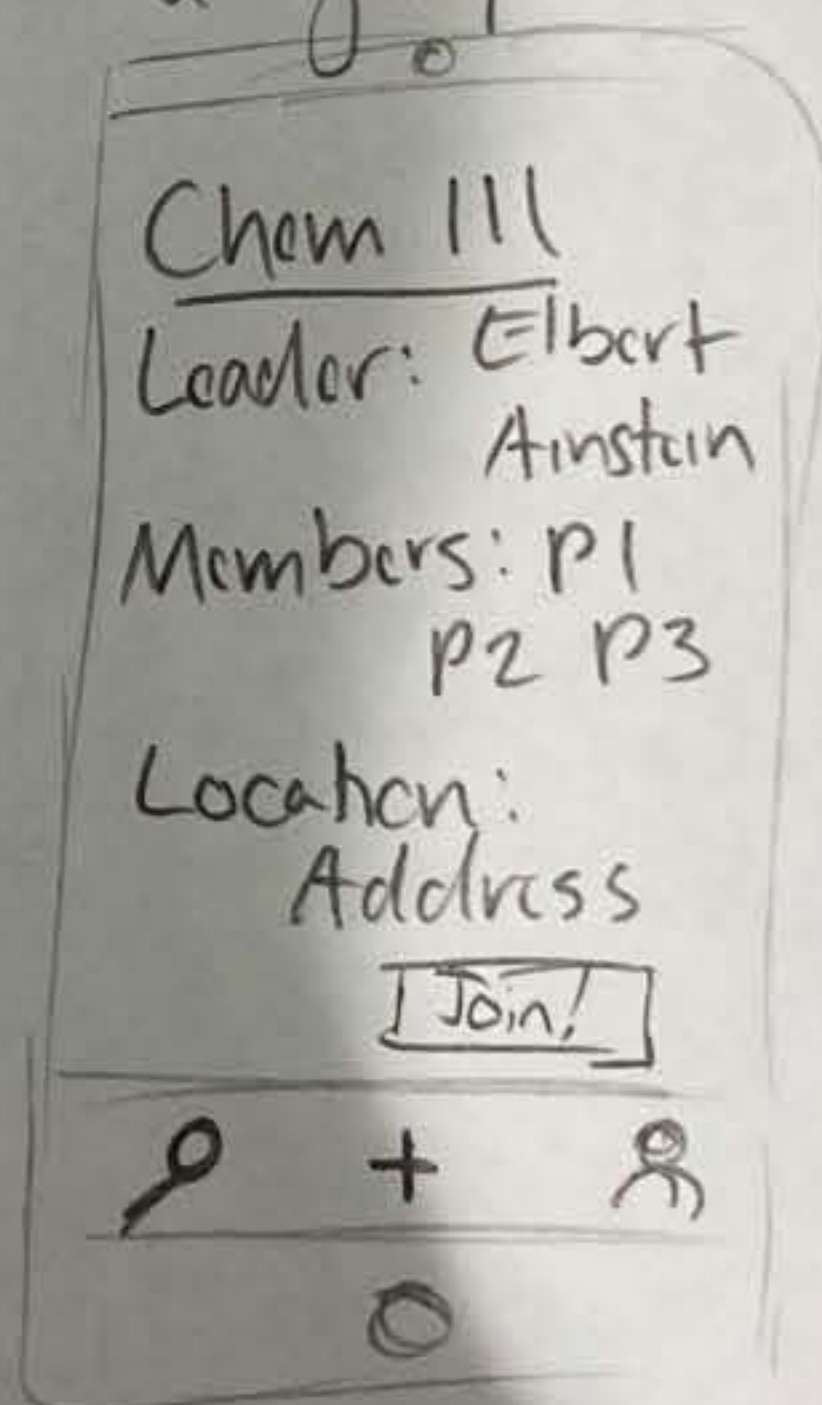 Chem 111
Leader: Elbert
Ainstein
Members: P1
P2 P3
Location:
Address
Join!
+